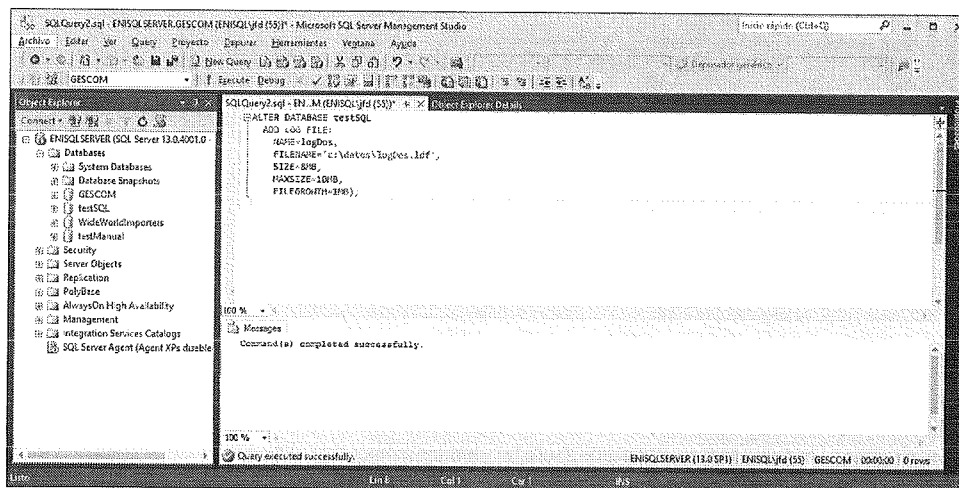 SQLQuery2.sql - ENISQLSERVER.GESCOM (ENISQL\jfd (55))* - Microsoft SQL Server Management Studio
Inicio rápido (Ctrl+Q)
Archivo Editar Ver Query Proyecto Depurar Herramientas Ventana Ayuda
New Query
GESCOM
Execute Debug
Object Explorer
SQLQuery2.sql - EN...M (ENISQL\jfd (55))*
Object Explorer Details
Connect
ENISQLSERVER (SQL Server 13.0.4001.0 -
Databases
System Databases
Database Snapshots
GESCOM
testSQL
WideWorldImporters
testManual
Security
Server Objects
Replication
PolyBase
AlwaysOn High Availability
Management
Integration Services Catalogs
SQL Server Agent (Agent XPs disable
ALTER DATABASE testSQL
ADD LOG FILE(
NAME=logDos,
FILENAME='c:\datos\logDos.ldf',
SIZE=8MB,
MAXSIZE=10MB,
FILEGROWTH=1MB);
100 %
Messages
Command(s) completed successfully.
100 %
Query executed successfully.
ENISQLSERVER (13.0 SP1)
ENISQL\jfd (55)
GESCOM
00:00:00
0 rows
Listo
Lín 8
Col 1
Car 1
INS